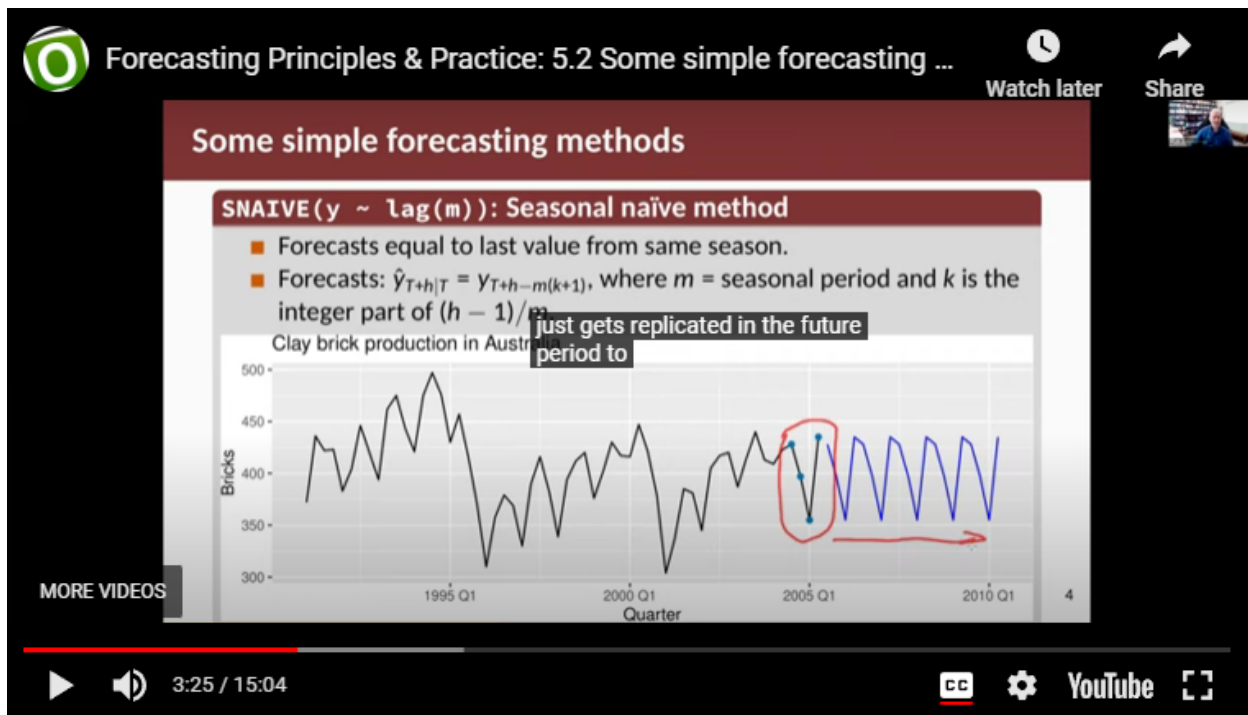 Forecasting Principles & Practice: 5.2 Some simple forecasting ...
Watch later
Share
Some simple forecasting methods
SNAIVE(y ~ lag(m)): Seasonal naïve method
■ Forecasts equal to last value from same season.
■ Forecasts: ŷT+h|T = yT+h−m(k+1), where m = seasonal period and k is the
integer part of (h − 1)/m.
just gets replicated in the future
period to
Clay brick production in Australia
500
450
400
350
300
Bricks
1995 Q1
2000 Q1
2005 Q1
2010 Q1
Quarter
4
MORE VIDEOS
3:25 / 15:04
CC
YouTube